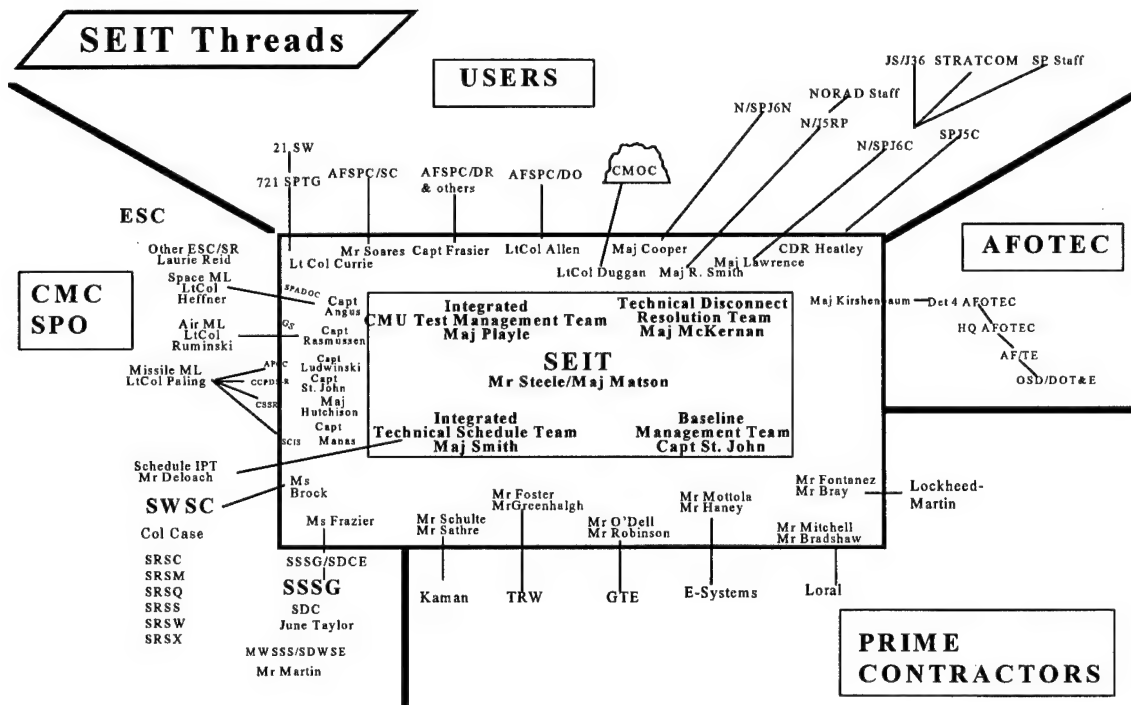 SEIT Threads
USERS
JS/J36 STRATCOM SP Staff
NORAD Staff
N/SPJ6N
N/J5RP
N/SPJ6C
SPJ5C
21 SW
721 SPTG
AFSPC/SC
AFSPC/DR
& others
AFSPC/DO
CMOC
ESC
AFOTEC
CMC
SPO
Other ESC/SR
Laurie Reid
Space ML
LtCol
Heffner
Air ML
LtCol
Ruminski
Missile ML
LtCol Paling
Schedule IPT
Mr Deloach
SWSC
Col Case
SRSC
SRSM
SRSQ
SRSS
SRSW
SRSX
Lt Col Currie
Mr Soares
Capt Frasier
LtCol Allen
LtCol Duggan
Maj Cooper
Maj R. Smith
Maj Lawrence
CDR Heatley
SPADOC
Capt
Angus
GS
Capt
Rasmussen
Capt
Ludwinski
CCPDS-R
Capt
St. John
CSSR
Maj
Hutchison
SCIS
Capt
Manas
Integrated
CMU Test Management Team
Maj Playle
Technical Disconnect
Resolution Team
Maj McKernan
SEIT
Mr Steele/Maj Matson
Integrated
Technical Schedule Team
Maj Smith
Baseline
Management Team
Capt St. John
Maj Kirshenbaum
Det 4 AFOTEC
HQ AFOTEC
AF/TE
OSD/DOT&E
Ms
Brock
Ms Frazier
Mr Schulte
Mr Sathre
Mr Foster
MrGreenhalgh
Mr O'Dell
Mr Robinson
Mr Mottola
Mr Haney
Mr Fontanez
Mr Bray
Mr Mitchell
Mr Bradshaw
Lockheed-
Martin
SSSG/SDCE
SSSG
SDC
June Taylor
MWSSS/SDWSE
Mr Martin
Kaman
TRW
GTE
E-Systems
Loral
PRIME
CONTRACTORS